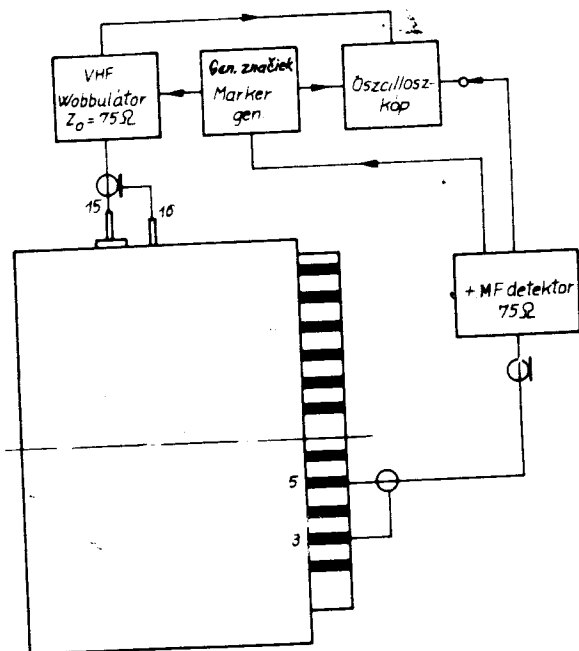 VHF
Wobbulátor
Z₀ = 75Ω
Gen. značiek
Marker
gen.
Oszcillosz-
kóp
15
16
+ MF detektor
75Ω
5
3